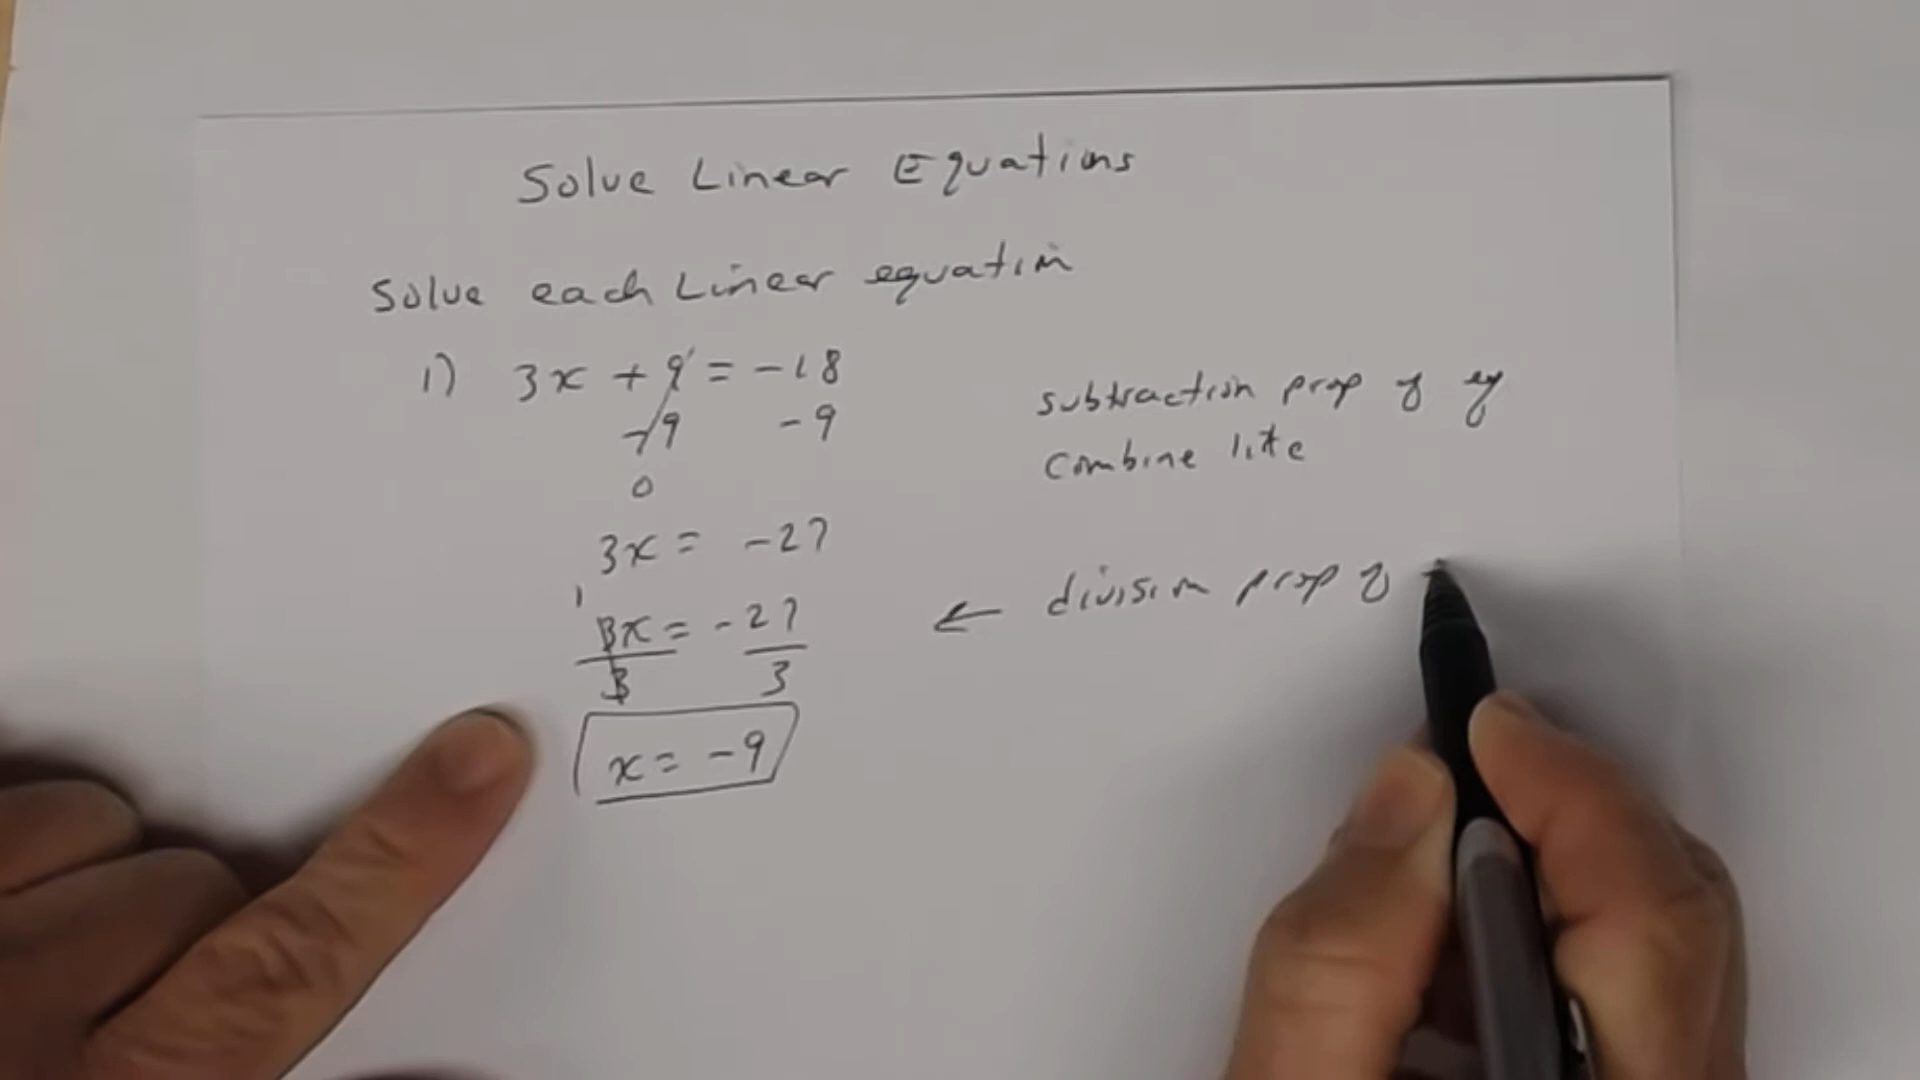 Solve Linear Equations
Solve each Linear equation
1) 3x + 9 = -18
-9 -9
subtraction prop of eq
combine like
0
3x = -27
3x = -27
3 3
← division prop of
1
x = -9